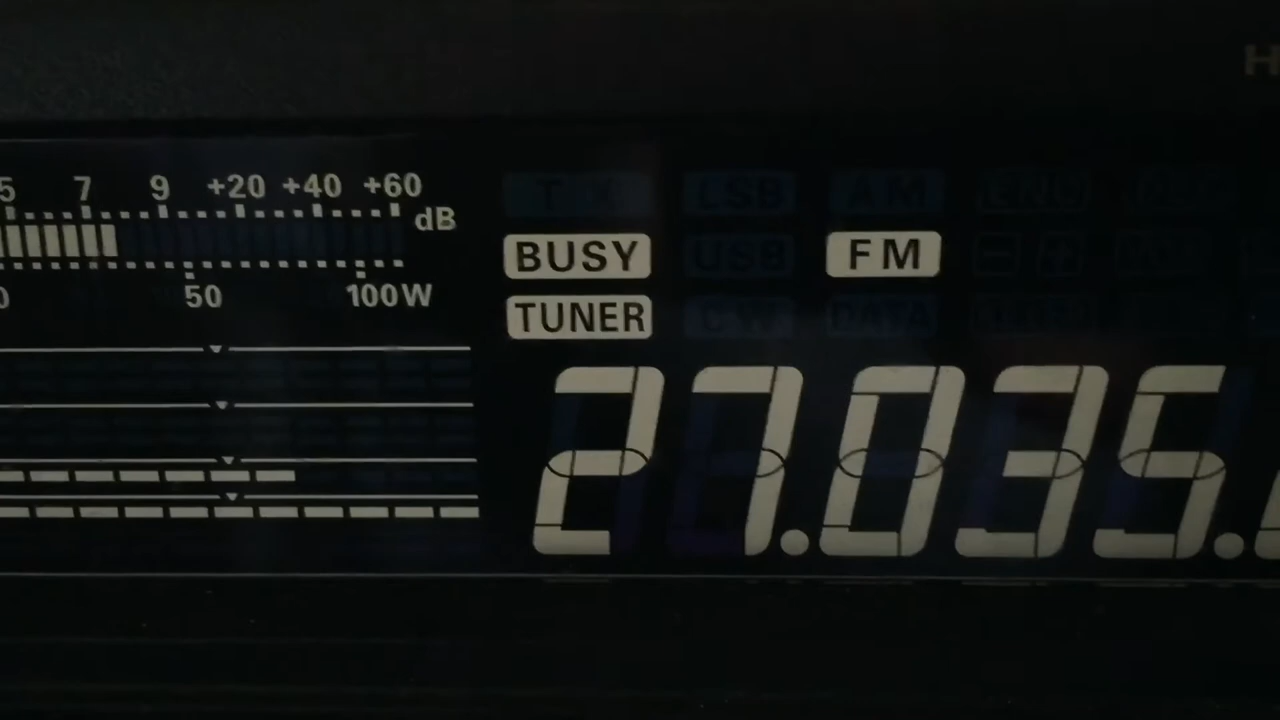 H
5 7 9 +20 +40 +60
dB
0 50 100W
TX LSB AM
BUSY USB FM
TUNER CW DATA
27.035.